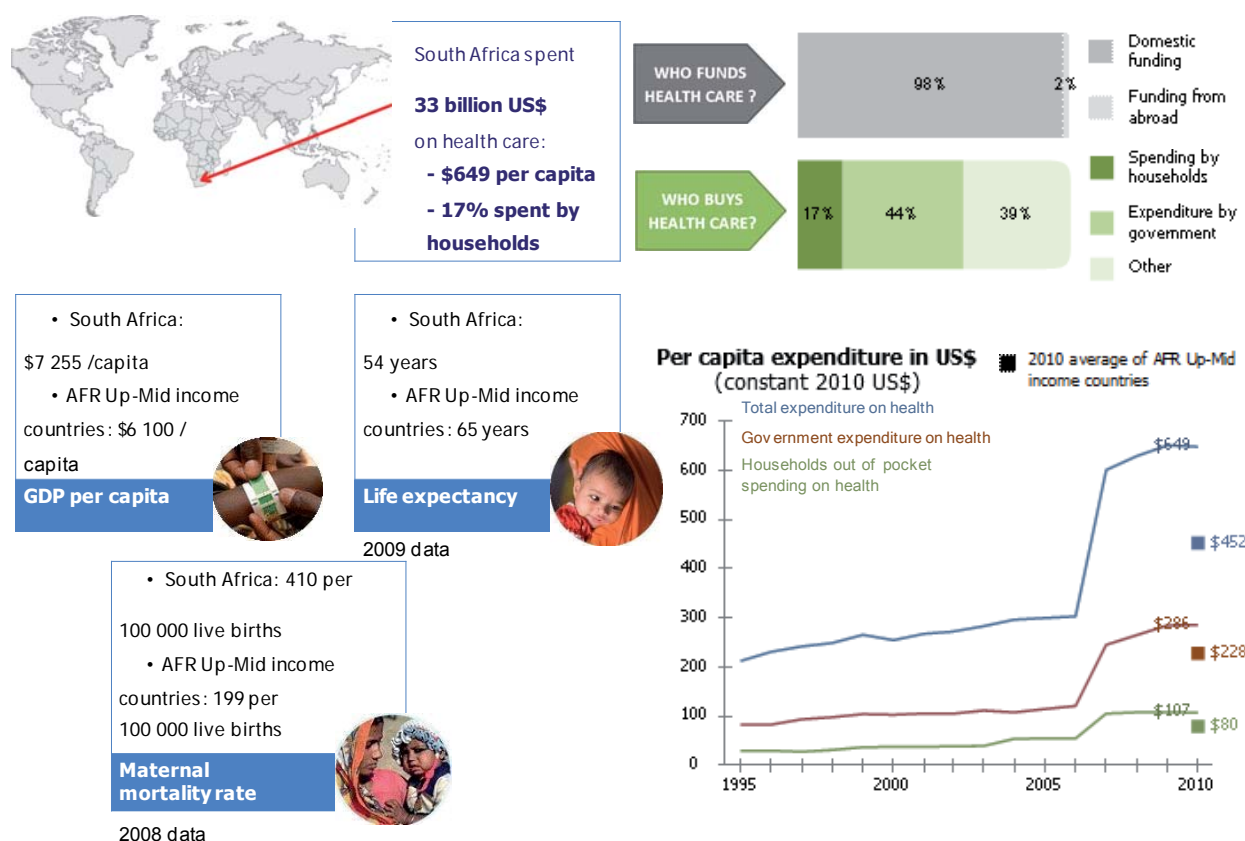 South Africa spent
33 billion US$
on health care:
- $649 per capita
- 17% spent by
households
WHO FUNDS
HEALTH CARE ?
98%
2%
Domestic
funding
Funding from
abroad
WHO BUYS
HEALTH CARE?
17%
44%
39%
Spending by
households
Expenditure by
government
Other
• South Africa:
$7 255 /capita
• AFR Up-Mid income
countries: $6 100 /
capita
GDP per capita
• South Africa:
54 years
• AFR Up-Mid income
countries: 65 years
Life expectancy
2009 data
• South Africa: 410 per
100 000 live births
• AFR Up-Mid income
countries: 199 per
100 000 live births
Maternal
mortality rate
2008 data
Per capita expenditure in US$
(constant 2010 US$)
2010 average of AFR Up-Mid
income countries
Total expenditure on health
Government expenditure on health
Households out of pocket
spending on health
700
600
500
400
300
200
100
0
$649
$452
$286
$228
$107
$80
1995
2000
2005
2010